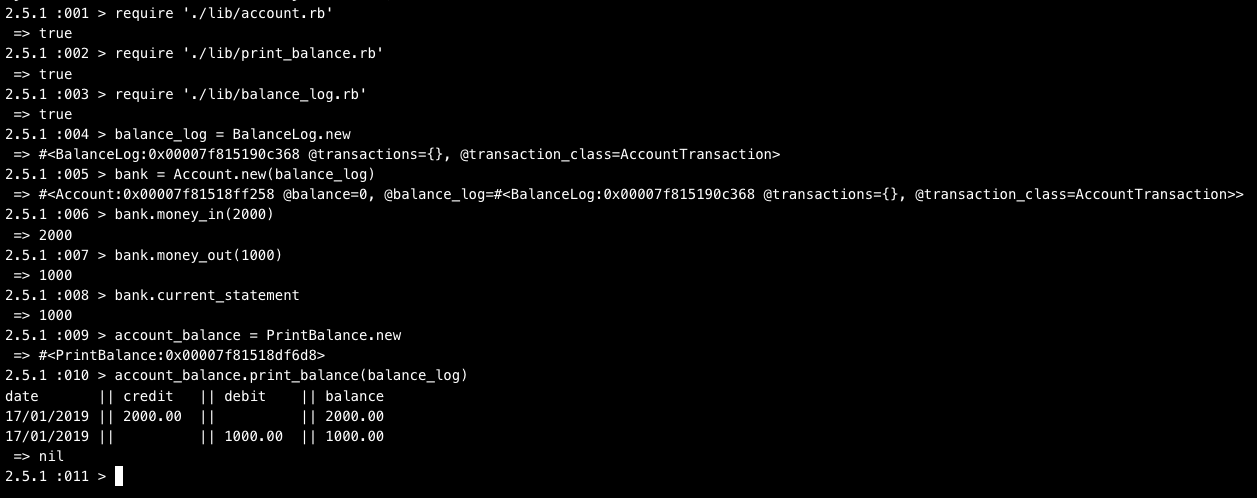 2.5.1 :001 > require './lib/account.rb'
 => true
2.5.1 :002 > require './lib/print_balance.rb'
 => true
2.5.1 :003 > require './lib/balance_log.rb'
 => true
2.5.1 :004 > balance_log = BalanceLog.new
 => #<BalanceLog:0x00007f815190c368 @transactions={}, @transaction_class=AccountTransaction>
2.5.1 :005 > bank = Account.new(balance_log)
 => #<Account:0x00007f81518ff258 @balance=0, @balance_log=#<BalanceLog:0x00007f815190c368 @transactions={}, @transaction_class=AccountTransaction>>
2.5.1 :006 > bank.money_in(2000)
 => 2000
2.5.1 :007 > bank.money_out(1000)
 => 1000
2.5.1 :008 > bank.current_statement
 => 1000
2.5.1 :009 > account_balance = PrintBalance.new
 => #<PrintBalance:0x00007f81518df6d8>
2.5.1 :010 > account_balance.print_balance(balance_log)
date       || credit   || debit    || balance
17/01/2019 || 2000.00  ||          || 2000.00
17/01/2019 ||          || 1000.00  || 1000.00
 => nil
2.5.1 :011 >